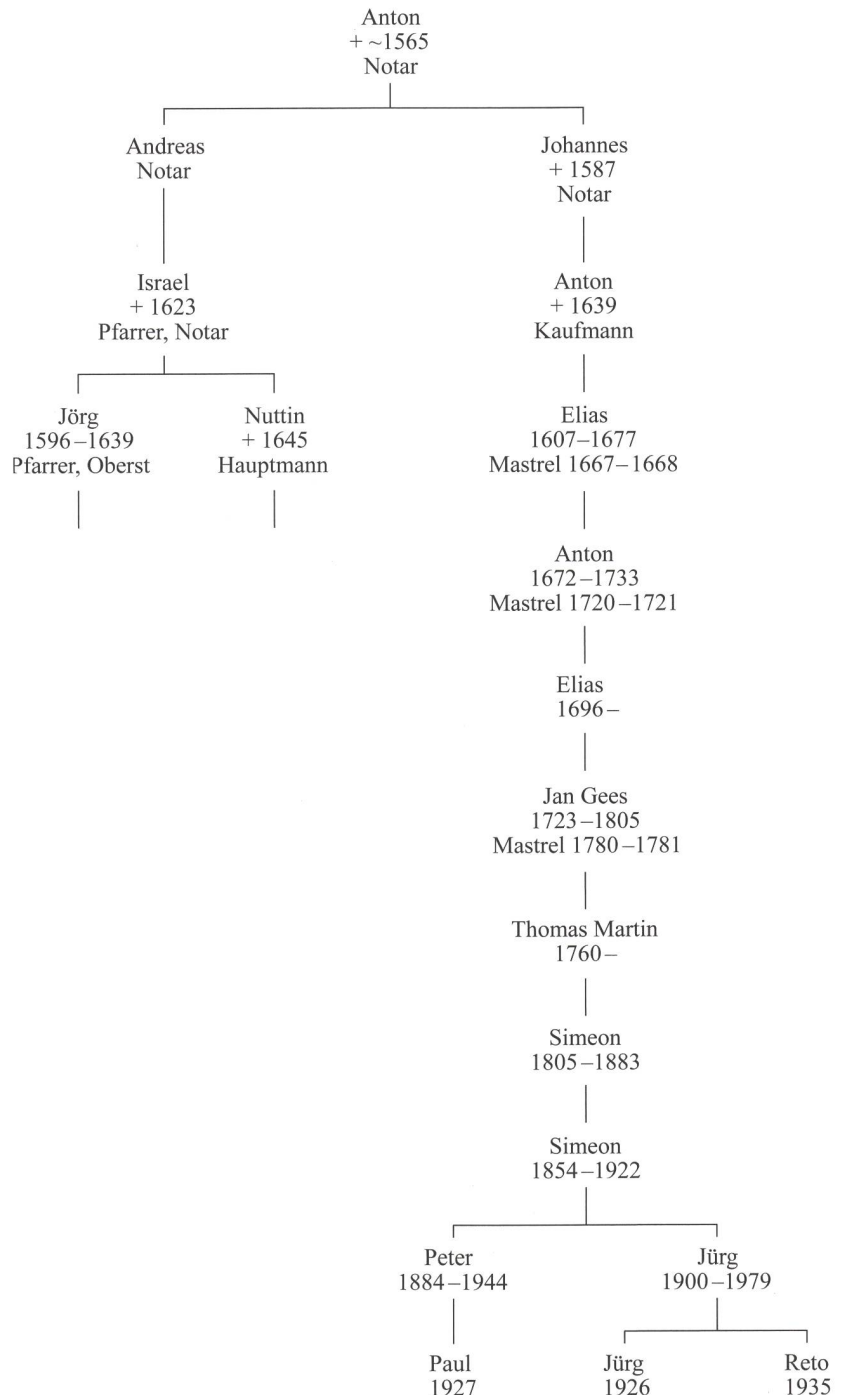 Anton
+ ~1565
Notar
Andreas
Notar
Johannes
+ 1587
Notar
Israel
+ 1623
Pfarrer, Notar
Anton
+ 1639
Kaufmann
Jörg
1596–1639
Pfarrer, Oberst
Nuttin
+ 1645
Hauptmann
Elias
1607–1677
Mastrel 1667–1668
Anton
1672–1733
Mastrel 1720–1721
Elias
1696–
Jan Gees
1723–1805
Mastrel 1780–1781
Thomas Martin
1760–
Simeon
1805–1883
Simeon
1854–1922
Peter
1884–1944
Jürg
1900–1979
Paul
1927
Jürg
1926
Reto
1935